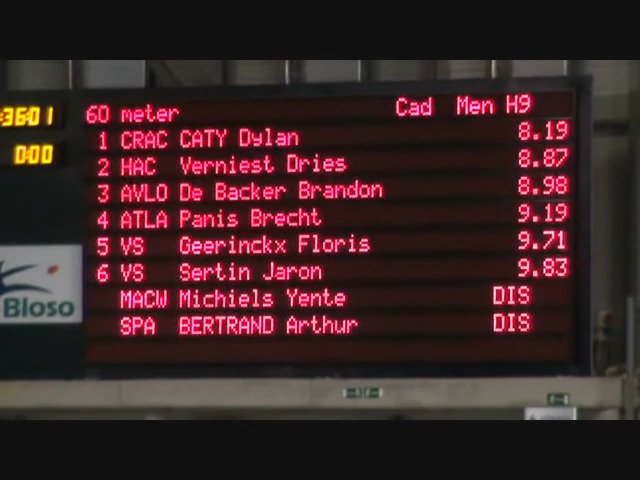 :36:01
0:00
60 meter Cad Men H9
1 CRAC CATY Dylan 8.19
2 HAC Verniest Dries 8.87
3 AVLO De Backer Brandon 8.98
4 ATLA Panis Brecht 9.19
5 VS Geerinckx Floris 9.71
6 VS Sertin Jaron 9.83
MACW Michiels Yente DIS
SPA BERTRAND Arthur DIS
Bloso